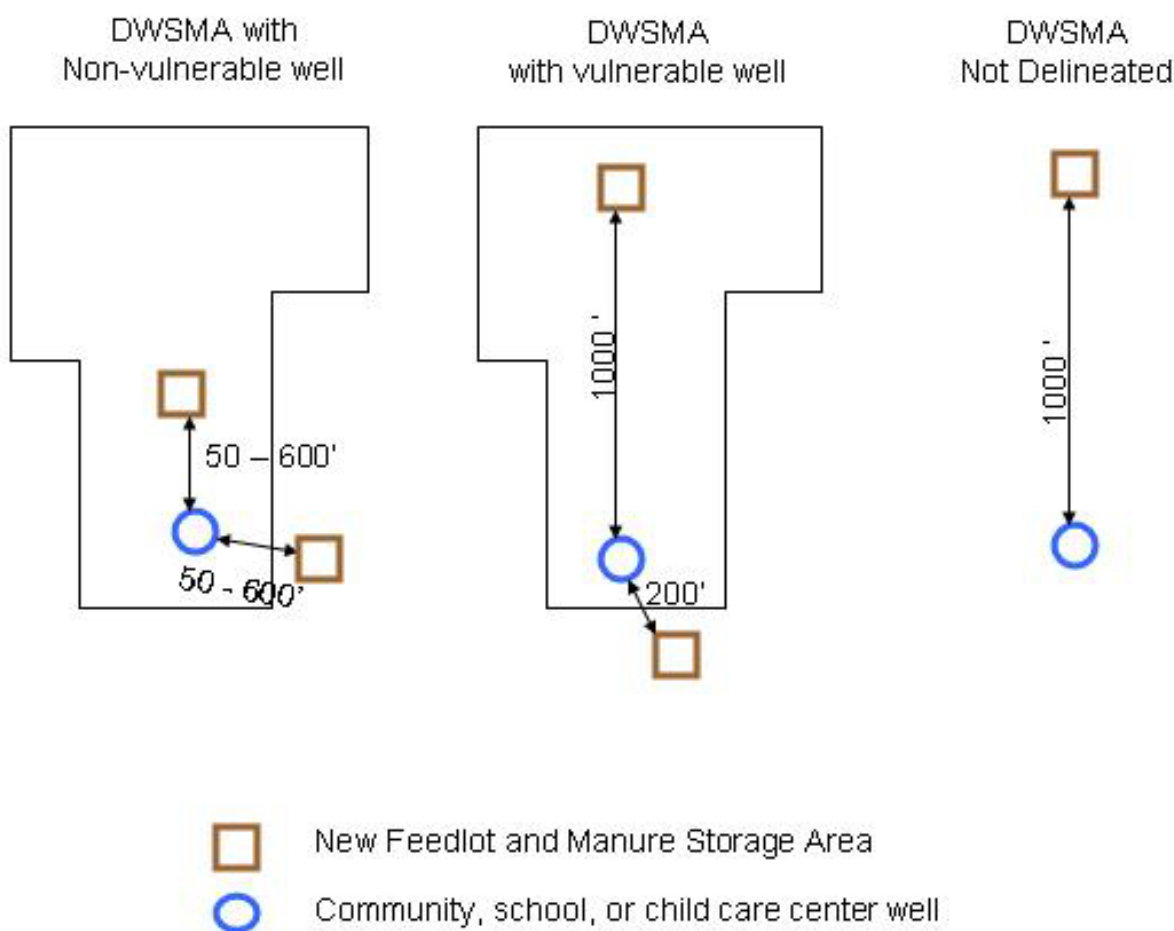 DWSMA with
Non-vulnerable well
DWSMA
with vulnerable well
DWSMA
Not Delineated
50 – 600'
50 - 600'
1000 '
200'
1000 '
New Feedlot and Manure Storage Area
Community, school, or child care center well